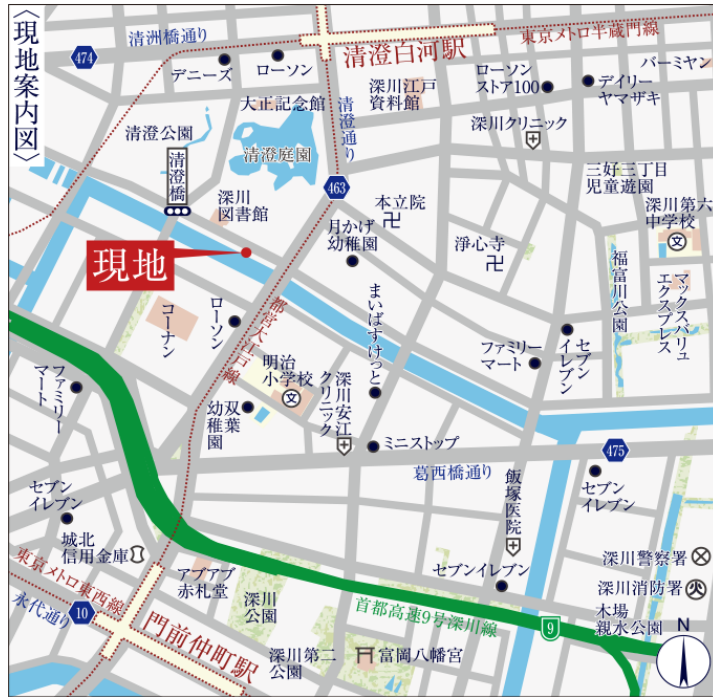 〈現地案内図〉
清洲橋通り
474
デニーズ
ローソン
清澄白河駅
東京メトロ半蔵門線
バーミヤン
大正記念館
清澄通り
深川江戸
資料館
ローソン
ストア100
デイリー
ヤマザキ
清澄公園
清澄庭園
深川クリニック
清澄橋
463
三好三丁目
児童遊園
深川
図書館
本立院
月かげ
幼稚園
浄心寺
深川第六
中学校
文
現地
福富川公園
マックスバリュ
エクスプレス
コーナン
ローソン
都営大江戸線
まいばすけっと
ファミリー
マート
セブン
イレブン
ファミリー
マート
明治
小学校
文
双葉
幼稚園
深川安江
クリニック
ミニストップ
475
葛西橋通り
セブン
イレブン
飯塚医院
セブン
イレブン
城北
信用金庫
東京メトロ東西線
永代通り
10
アブアブ
赤札堂
深川
公園
首都高速9号深川線
セブンイレブン
9
深川警察署
深川消防署
木場
親水公園
門前仲町駅
深川第二
公園
富岡八幡宮
N